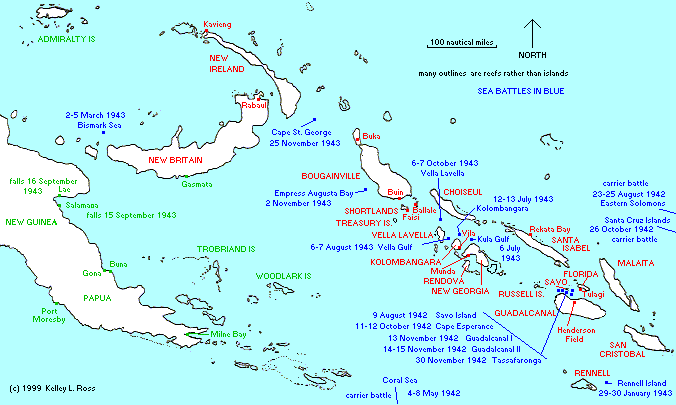 Kavieng
ADMIRALTY IS
100 nautical miles
NORTH
NEW
IRELAND
many outlines are reefs rather than islands
SEA BATTLES IN BLUE
Rabaul
2-5 March 1943
Bismark Sea
Cape St. George
25 November 1943
Buka
NEW BRITAIN
6-7 October 1943
Vella Lavella
BOUGAINVILLE
falls 16 September
1943
Lae
Gasmata
Empress Augusta Bay
2 November 1943
Buin
CHOISEUL
carrier battle
23-25 August 1942
Eastern Solomons
12-13 July 1943
Kolombangara
Salamana
falls 15 September 1943
SHORTLANDS
Ballale
Faisi
TREASURY IS.
NEW GUINEA
Santa Cruz Islands
26 October 1942
carrier battle
Rekata Bay
VELLA LAVELLA
Vila
Kula Gulf
6 July
1943
SANTA
ISABEL
6-7 August 1943 Vella Gulf
TROBRIAND IS
KOLOMBANGARA
Munda
MALAITA
Buna
Gona
WOODLARK IS
RENDOVA
NEW GEORGIA
FLORIDA
SAVO
Tulagi
PAPUA
RUSSELL IS.
GUADALCANAL
Port
Moresby
9 August 1942 Savo Island
11-12 October 1942 Cape Esperance
13 November 1942 Guadalcanal I
14-15 November 1942 Guadalcanal II
30 November 1942 Tassafaronga
Henderson
Field
Milne Bay
SAN
CRISTOBAL
RENNELL
Coral Sea
carrier battle
4-8 May 1942
Rennell Island
29-30 January 1943
(c) 1999 Kelley L. Ross